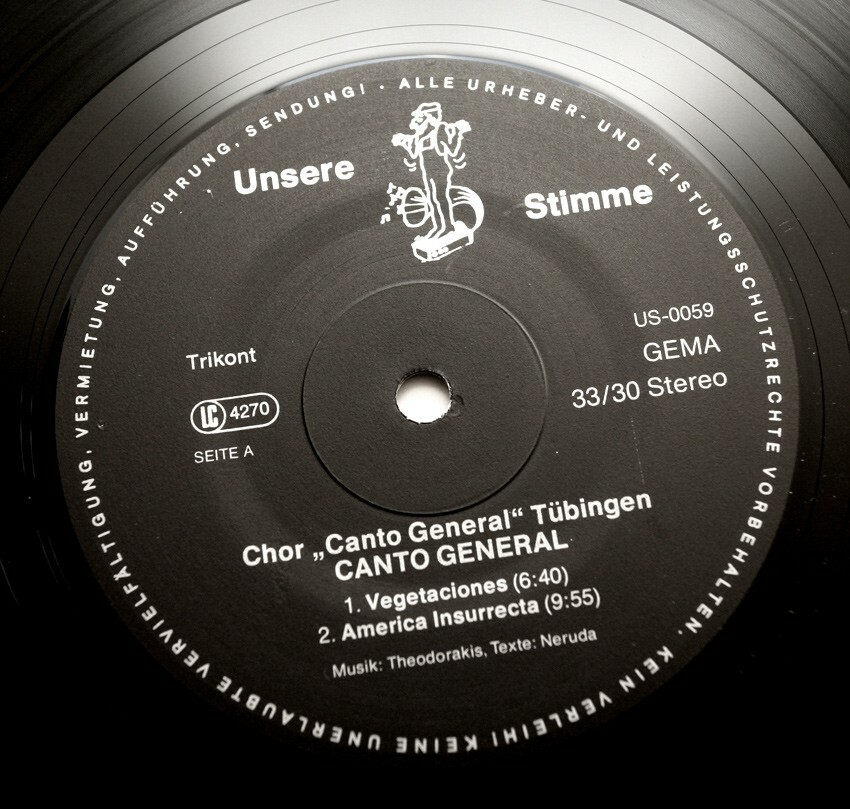 ALLE URHEBER- UND LEISTUNGSSCHUTZRECHTE VORBEHALTEN. KEIN VERLEIH! KEINE UNERLAUBTE VERVIELFÄLTIGUNG, VERMIETUNG, AUFFÜHRUNG, SENDUNG! ·
Unsere Stimme
Trikont
LC 4270
SEITE A
US-0059
GEMA
33/30 Stereo
Chor „Canto General“ Tübingen
CANTO GENERAL
1. Vegetaciones (6:40)
2. America Insurrecta (9:55)
Musik: Theodorakis, Texte: Neruda